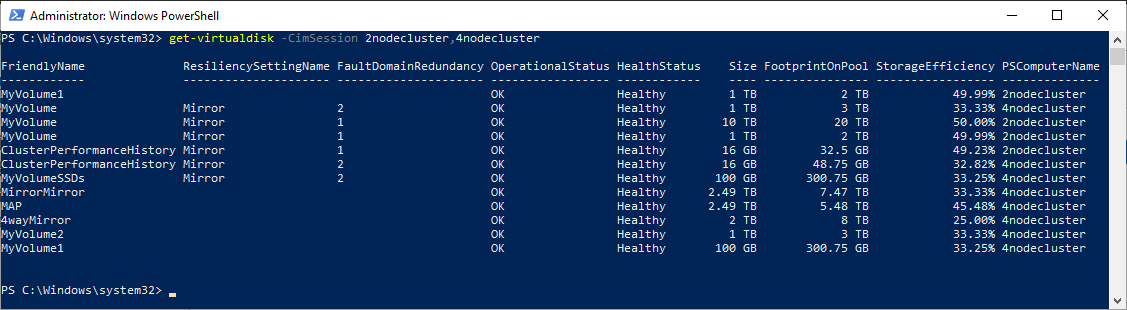 Administrator: Windows PowerShell
PS C:\Windows\system32> get-virtualdisk -CimSession 2nodecluster,4nodecluster
FriendlyName ResiliencySettingName FaultDomainRedundancy OperationalStatus HealthStatus Size FootprintOnPool StorageEfficiency PSComputerName
------------ --------------------- --------------------- ----------------- ------------ ---- --------------- ----------------- --------------
MyVolume1 OK Healthy 1 TB 2 TB 49.99% 2nodecluster
MyVolume Mirror 2 OK Healthy 1 TB 3 TB 33.33% 4nodecluster
MyVolume Mirror 1 OK Healthy 10 TB 20 TB 50.00% 2nodecluster
MyVolume Mirror 1 OK Healthy 1 TB 2 TB 49.99% 2nodecluster
ClusterPerformanceHistory Mirror 1 OK Healthy 16 GB 32.5 GB 49.23% 2nodecluster
ClusterPerformanceHistory Mirror 2 OK Healthy 16 GB 48.75 GB 32.82% 4nodecluster
MyVolumeSSDs Mirror 2 OK Healthy 100 GB 300.75 GB 33.25% 4nodecluster
MirrorMirror OK Healthy 2.49 TB 7.47 TB 33.33% 4nodecluster
MAP OK Healthy 2.49 TB 5.48 TB 45.48% 4nodecluster
4wayMirror OK Healthy 2 TB 8 TB 25.00% 4nodecluster
MyVolume2 OK Healthy 1 TB 3 TB 33.33% 4nodecluster
MyVolume1 OK Healthy 100 GB 300.75 GB 33.25% 4nodecluster
PS C:\Windows\system32>